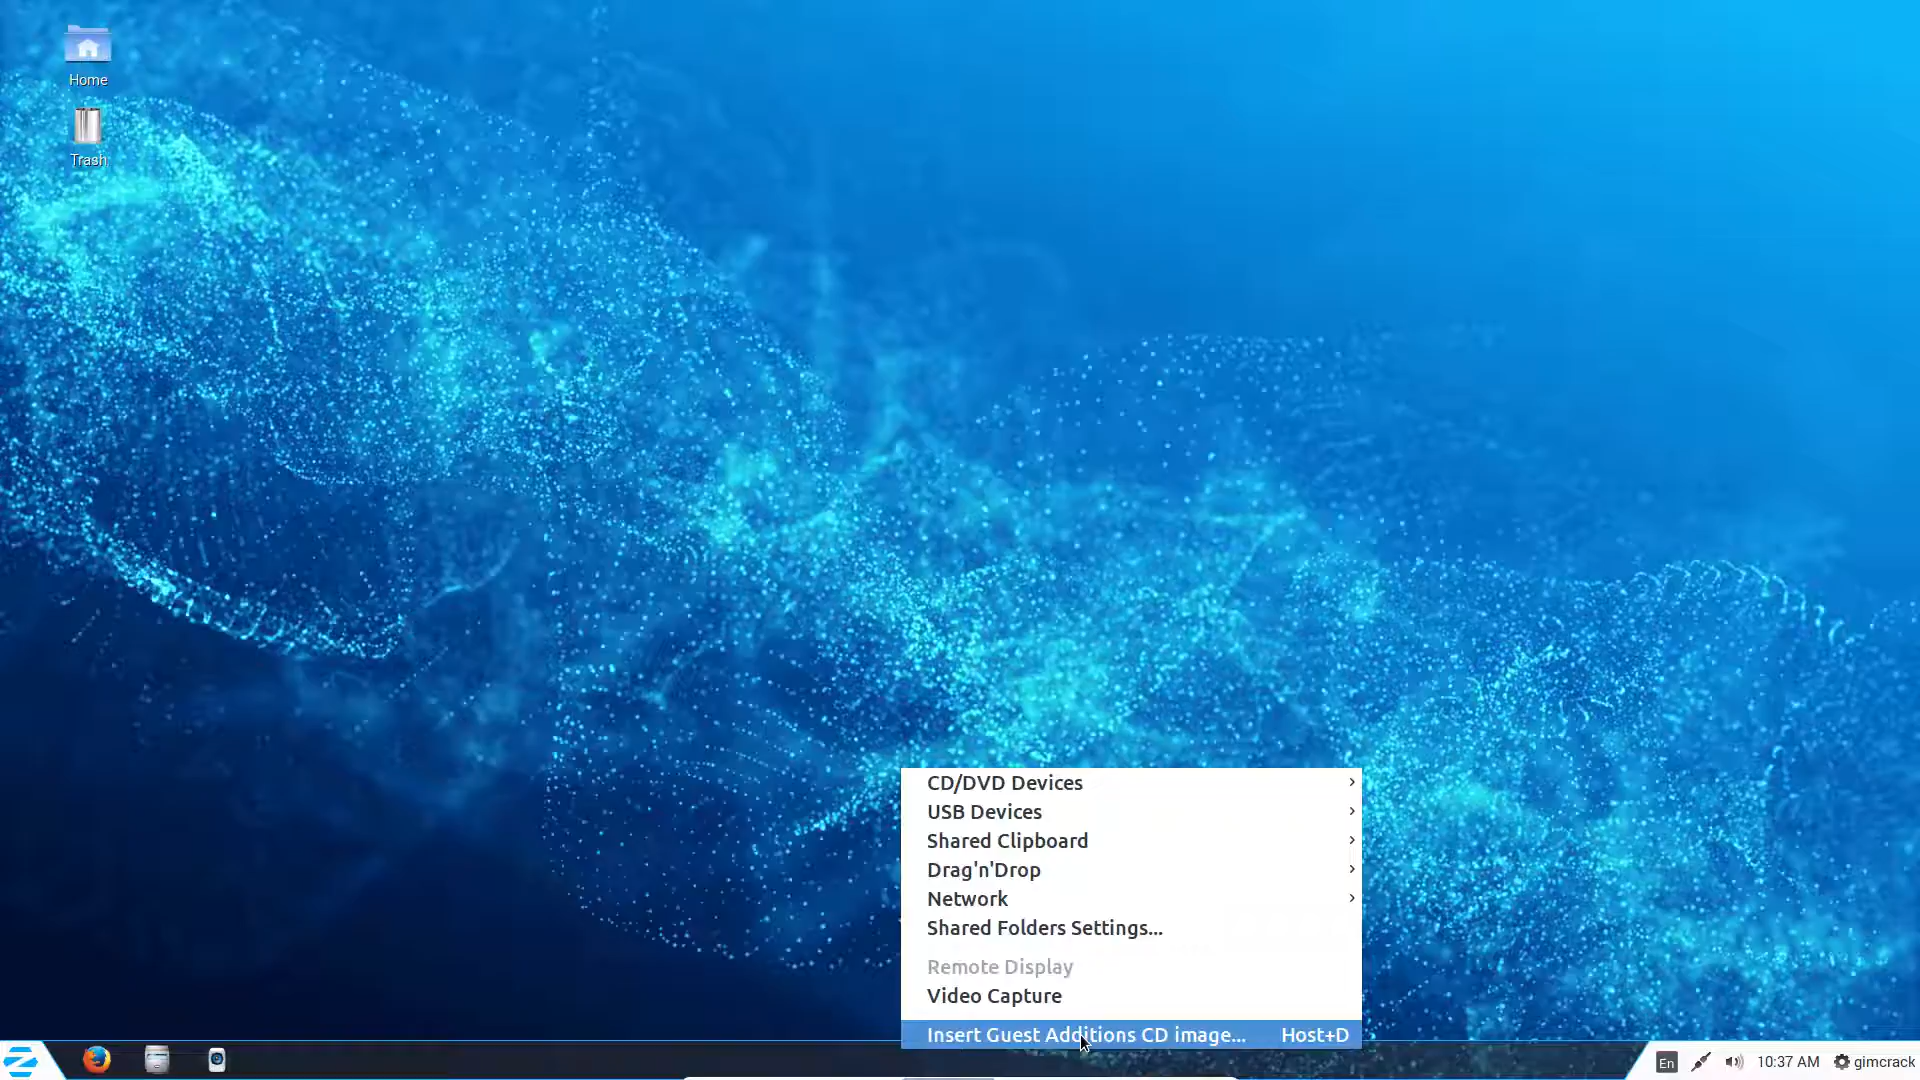 Home
Trash
CD/DVD Devices
USB Devices
Shared Clipboard
Drag'n'Drop
Network
Shared Folders Settings...
Remote Display
Video Capture
Insert Guest Additions CD image... Host+D
En 10:37 AM gimcrack